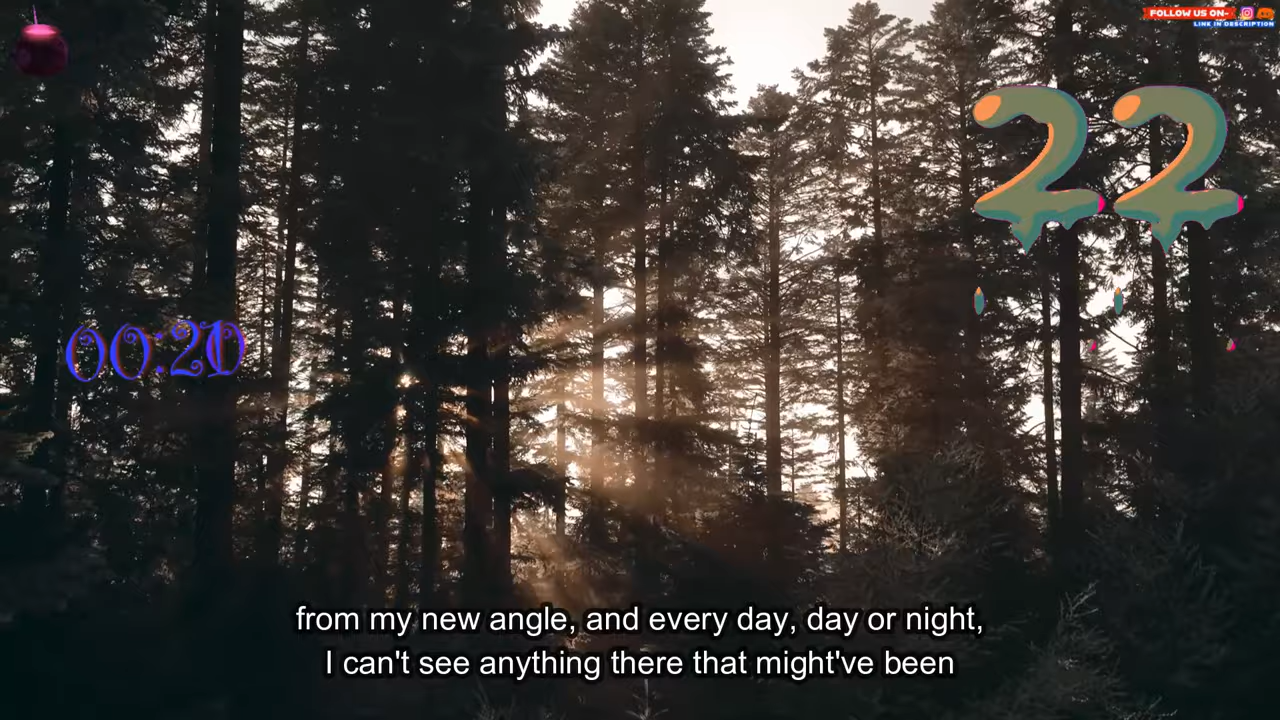 FOLLOW US ON-
LINK IN DESCRIPTION
22
00:20
from my new angle, and every day, day or night,
I can't see anything there that might've been